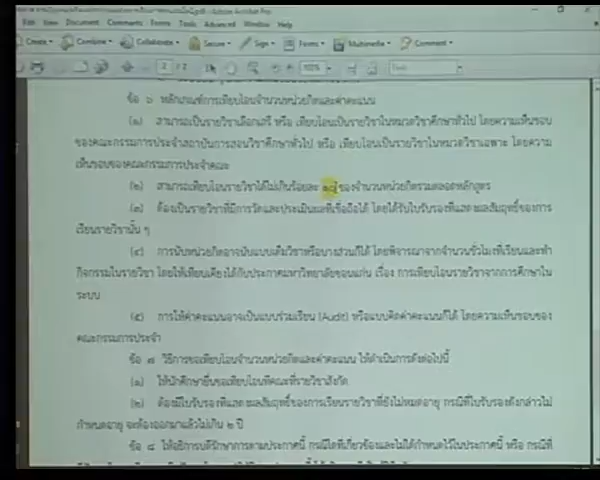 Edit View Document Comments Forms Tools Advanced Window Help
Create Combine Collaborate Secure Sign Forms Multimedia Comment
2 / 2
ข้อ ๖ หลักเกณฑ์การเทียบโอนจำนวนหน่วยกิตและค่าคะแนน
(๑) สามารถเป็นรายวิชาเลือกเสรี หรือ เทียบโอนเป็นรายวิชาในหมวดวิชาศึกษาทั่วไป โดยความเห็นชอบ
ของคณะกรรมการประจำสถาบันการสอนวิชาศึกษาทั่วไป หรือ เทียบโอนเป็นรายวิชาในหมวดวิชาเฉพาะ โดยความ
เห็นชอบของคณะกรรมการประจำคณะ
(๒) สามารถเทียบโอนรายวิชาได้ไม่เกินร้อยละ ของจำนวนหน่วยกิตรวมตลอดหลักสูตร
(๓) ต้องเป็นรายวิชาที่มีการวัดและประเมินผลที่เชื่อถือได้ โดยได้รับใบรับรองที่แสดงผลสัมฤทธิ์ของการ
เรียนรายวิชานั้น ๆ
(๔) การนับหน่วยกิตอาจนับแบบเต็มวิชาหรือบางส่วนก็ได้ โดยพิจารณาจากจำนวนชั่วโมงที่เรียนและทำ
กิจกรรมในรายวิชา โดยให้เทียบเคียงได้กับประกาศมหาวิทยาลัยขอนแก่น เรื่อง การเทียบโอนรายวิชาจากการศึกษาใน
ระบบ
(๕) การให้ค่าคะแนนอาจเป็นแบบร่วมเรียน (Audit) หรือแบบคิดค่าคะแนนก็ได้ โดยความเห็นชอบของ
คณะกรรมการประจำ
ข้อ ๗ วิธีการขอเทียบโอนจำนวนหน่วยกิตและค่าคะแนน ให้ดำเนินการดังต่อไปนี้
(๑) ให้นักศึกษายื่นขอเทียบโอนที่คณะที่รายวิชาสังกัด
(๒) ต้องมีใบรับรองที่แสดงผลสัมฤทธิ์ของการเรียนรายวิชาที่ยังไม่หมดอายุ กรณีที่ใบรับรองดังกล่าวไม่
กำหนดอายุ จะต้องออกมาแล้วไม่เกิน ๒ ปี
ข้อ ๘ ให้อธิการบดีรักษาการตามประกาศนี้ กรณีใดที่เกี่ยวข้องและไม่ได้กำหนดไว้ในประกาศนี้ หรือ กรณีที่